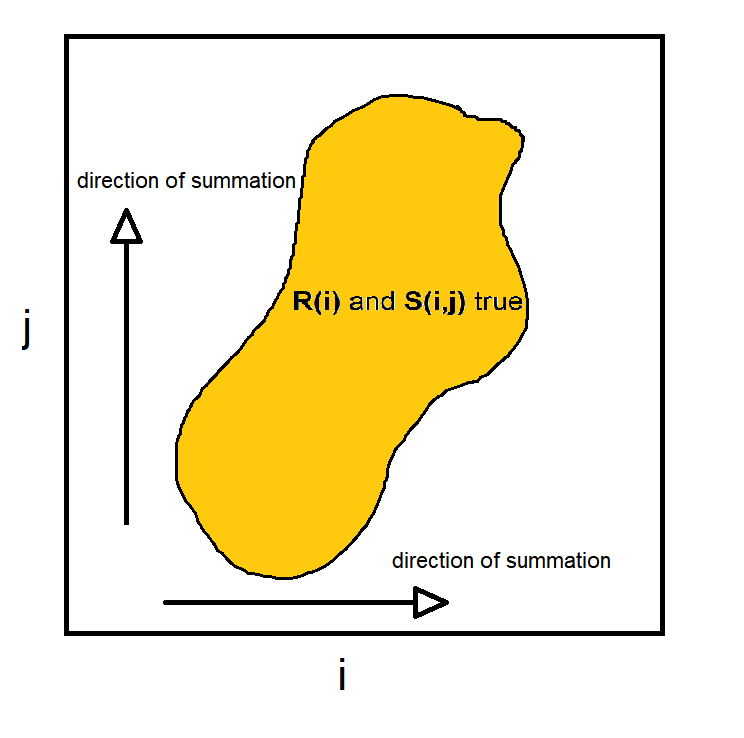 direction of summation
R(i) and S(i,j) true
j
direction of summation
i